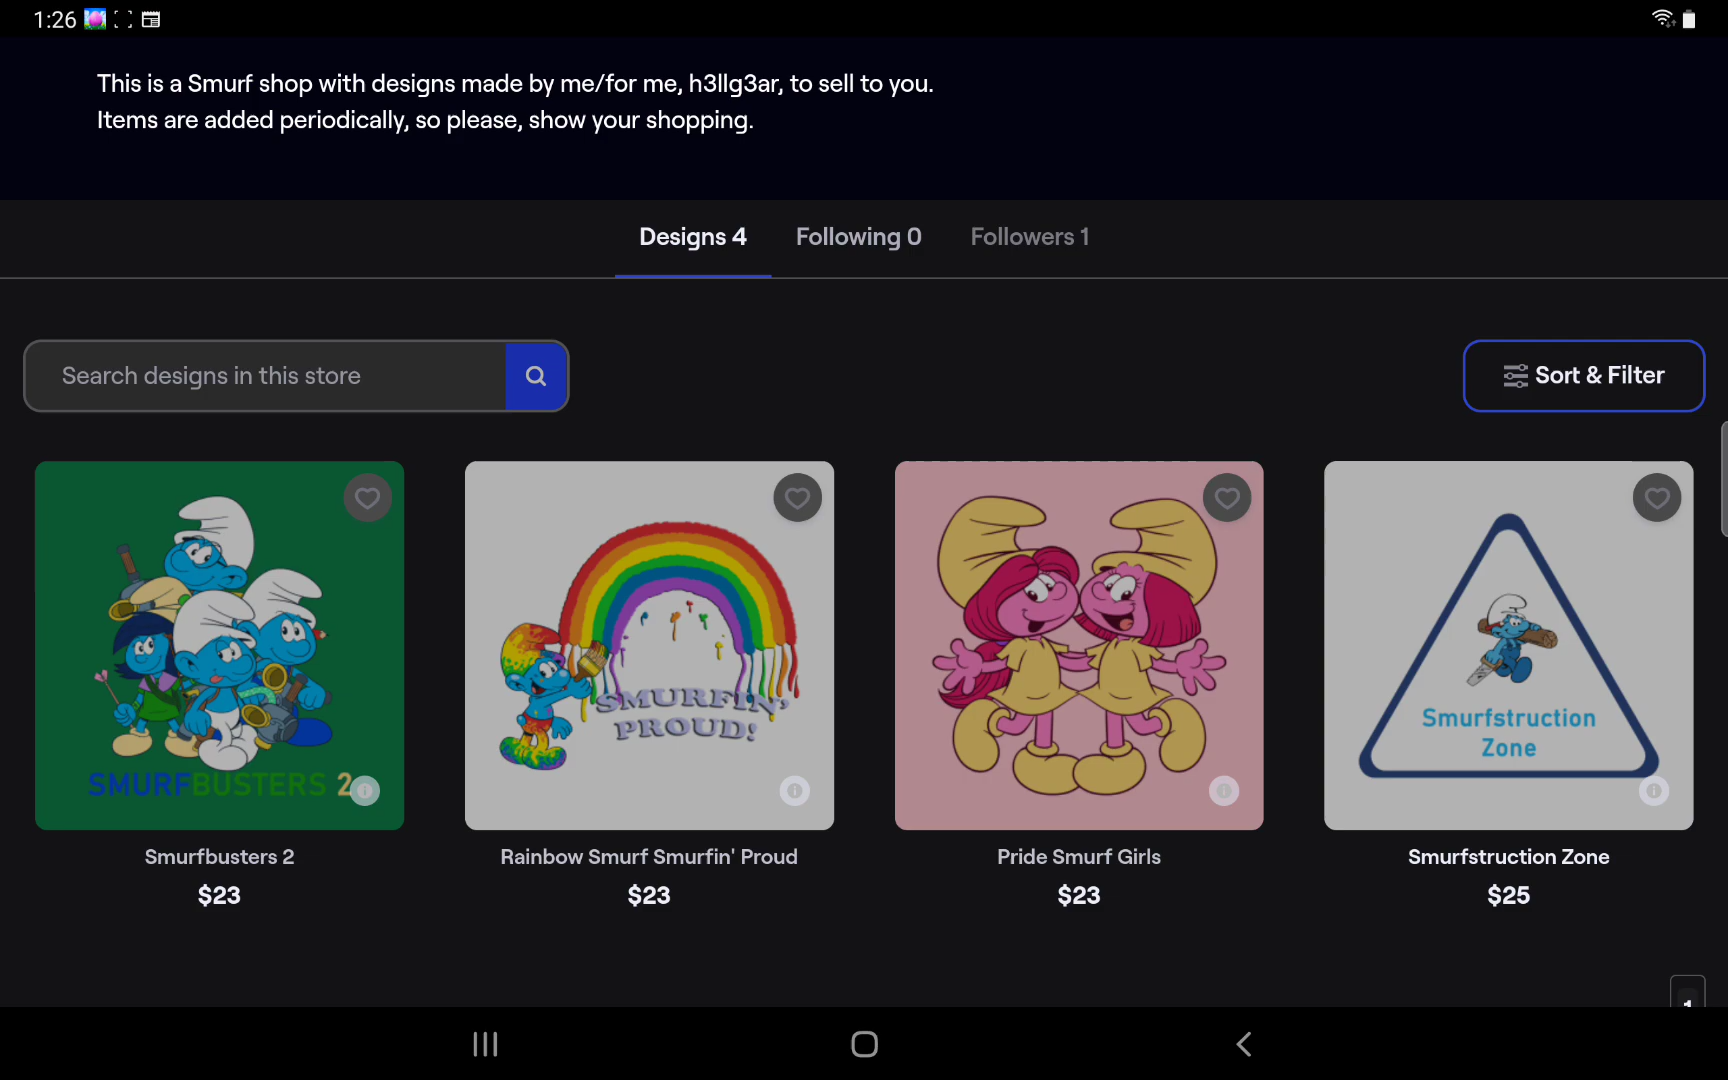 1:26
This is a Smurf shop with designs made by me/for me, h3llg3ar, to sell to you.
Items are added periodically, so please, show your shopping.
Designs 4 Following 0 Followers 1
Search designs in this store
Sort & Filter
SMURFBUSTERS 2
SMURFIN'
PROUD!
Smurfstruction
Zone
Smurfbusters 2
$23
Rainbow Smurf Smurfin' Proud
$23
Pride Smurf Girls
$23
Smurfstruction Zone
$25
1